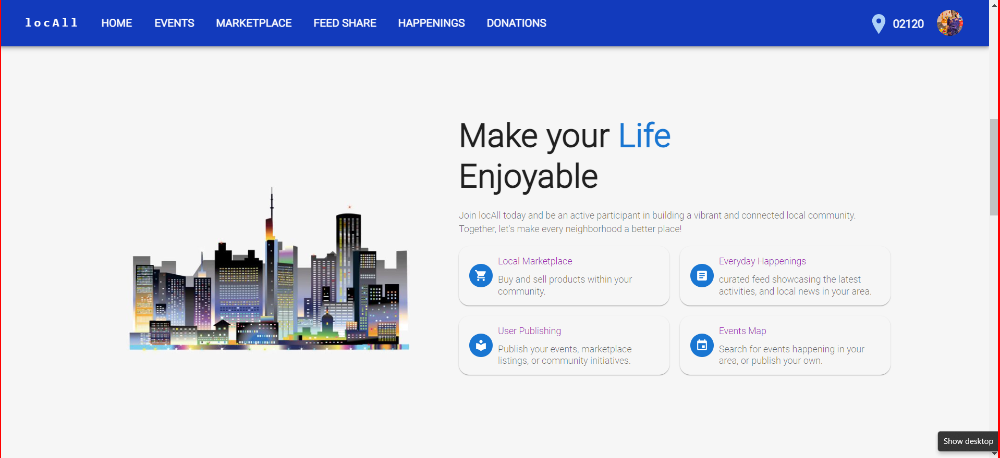 locAll HOME EVENTS MARKETPLACE FEED SHARE HAPPENINGS DONATIONS 02120
Make your Life
Enjoyable
Join locAll today and be an active participant in building a vibrant and connected local community.
Together, let's make every neighborhood a better place!
Local Marketplace
Buy and sell products within your
community.
Everyday Happenings
curated feed showcasing the latest
activities, and local news in your area.
User Publishing
Publish your events, marketplace
listings, or community initiatives.
Events Map
Search for events happening in your
area, or publish your own.
Show desktop